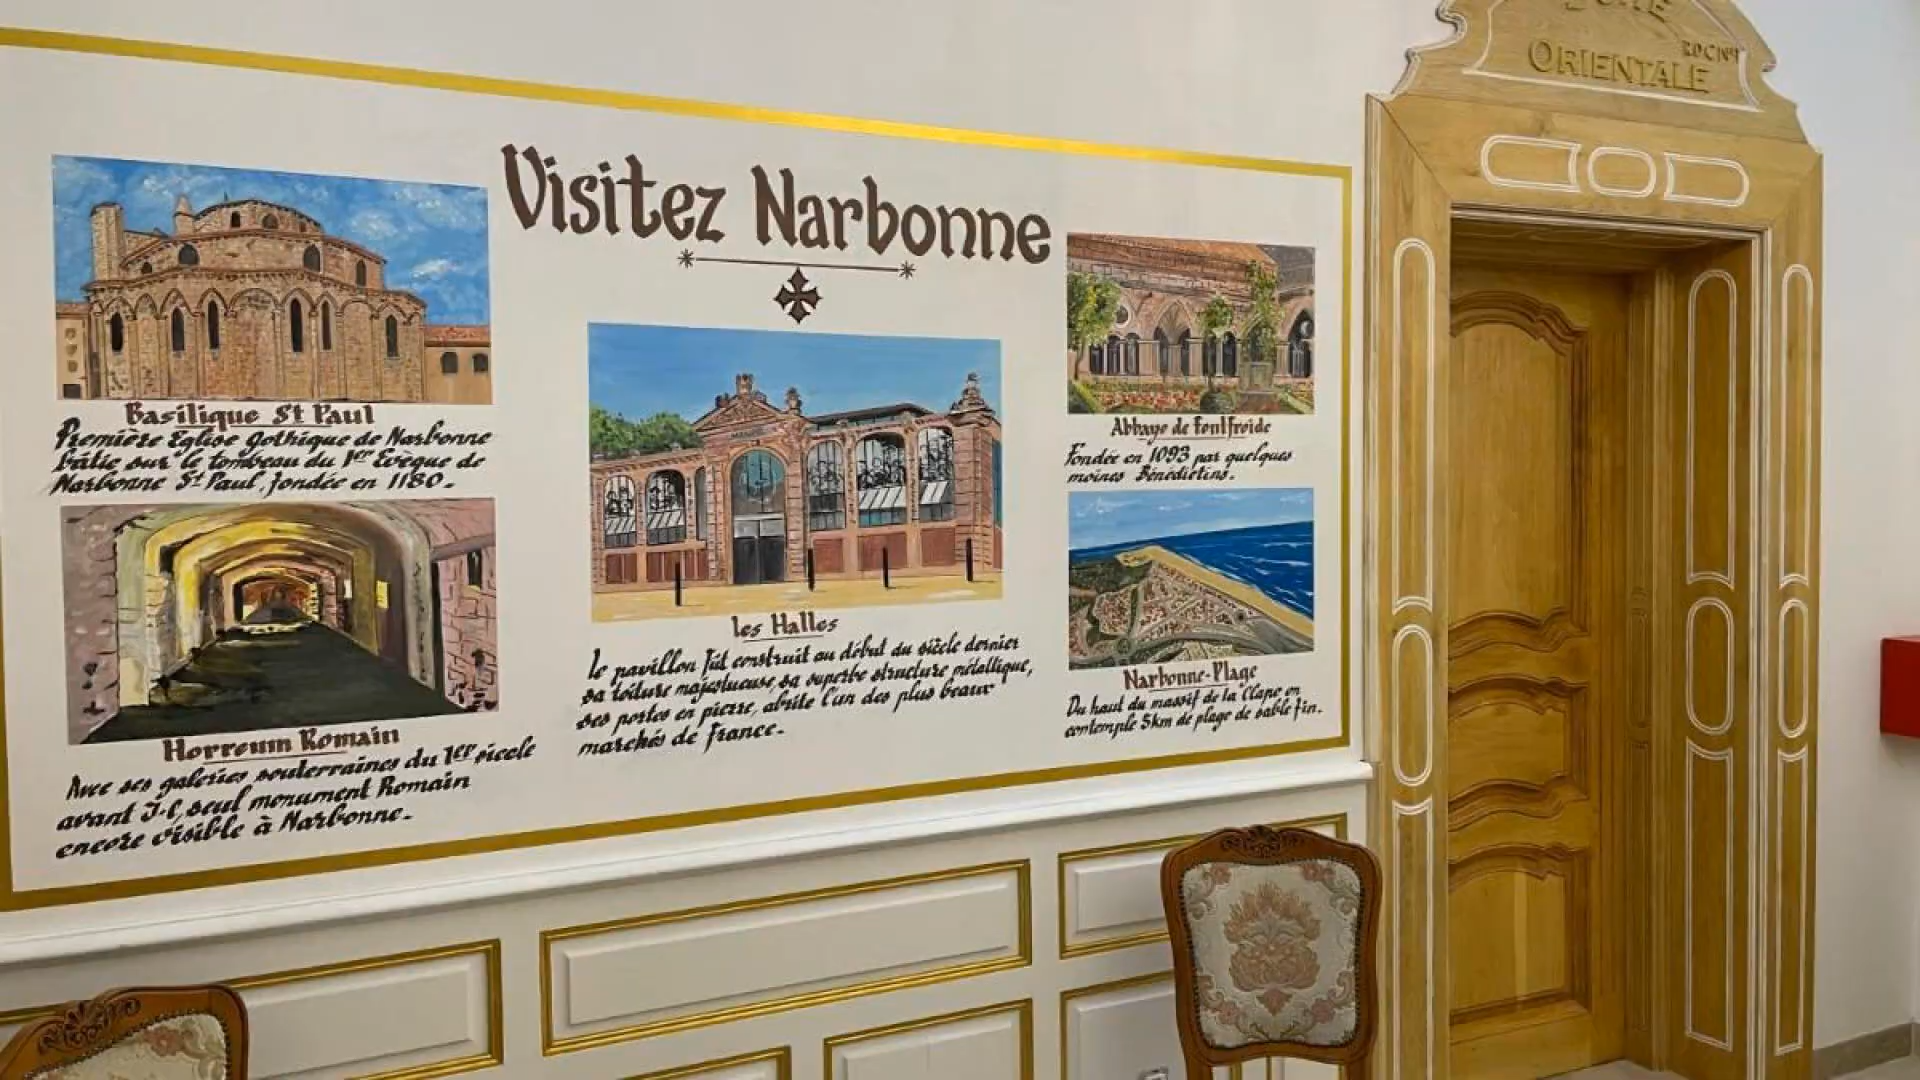 Visitez Narbonne
Basilique St Paul
Première Eglise gothique de Narbonne
bâtie sur le tombeau du 1er Evêque de
Narbonne St Paul, fondée en 1180.
Horreum Romain
Avec ses galeries souterraines du 1er siècle
avant J-C, seul monument Romain
encore visible à Narbonne.
Les Halles
Le pavillon fût construit au début du siècle dernier
sa toiture majestueuse, sa superbe structure métallique,
ses portes en pierre, abrite l'un des plus beaux
marchés de France.
Abbaye de Fontfroide
Fondée en 1093 par quelques
moines Bénédictins.
Narbonne-Plage
Du haut du massif de la Clape on
contemple 5km de plage de sable fin.
ORIENTALE